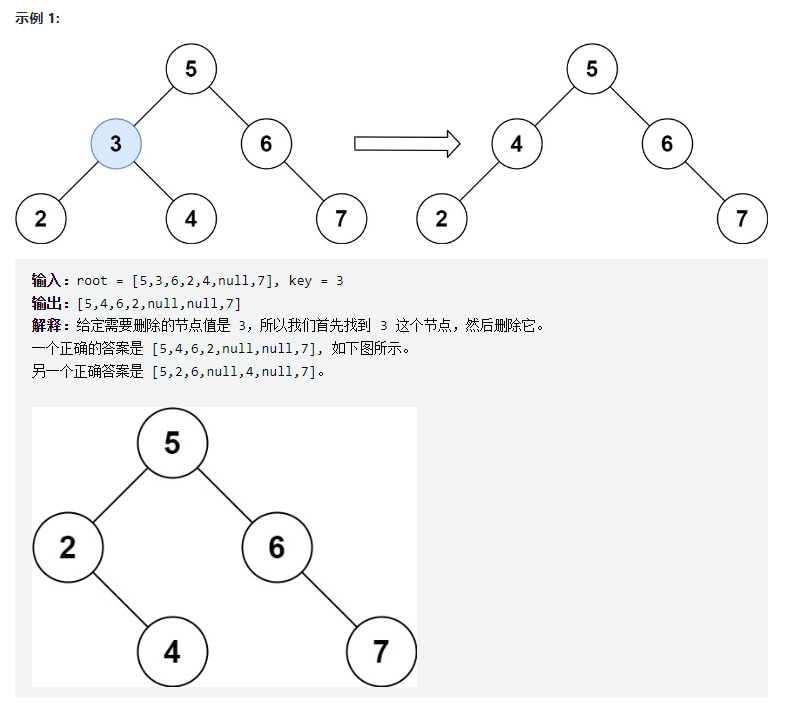 示例 1:
5
5
3
6
4
6
2
4
7
2
7
输入：root = [5,3,6,2,4,null,7], key = 3
输出：[5,4,6,2,null,null,7]
解释：给定需要删除的节点值是 3，所以我们首先找到 3 这个节点，然后删除它。
一个正确的答案是 [5,4,6,2,null,null,7], 如下图所示。
另一个正确答案是 [5,2,6,null,4,null,7]。
5
2
6
4
7